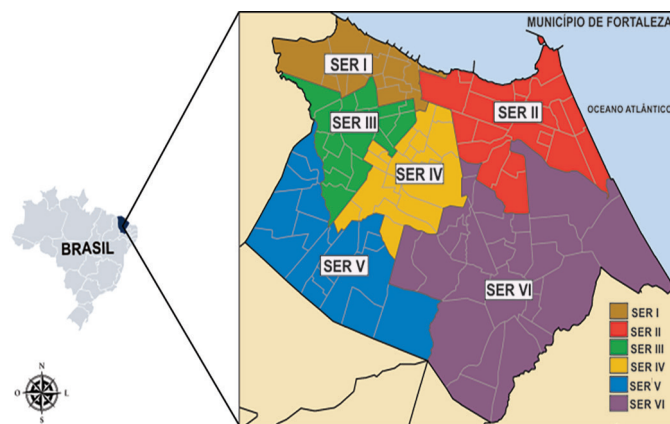 MUNICÍPIO DE FORTALEZA
OCEANO ATLÂNTICO
SER I
SER II
SER III
SER IV
SER V
SER VI
BRASIL
N
O
L
S
SER I
SER II
SER III
SER IV
SER V
SER VI